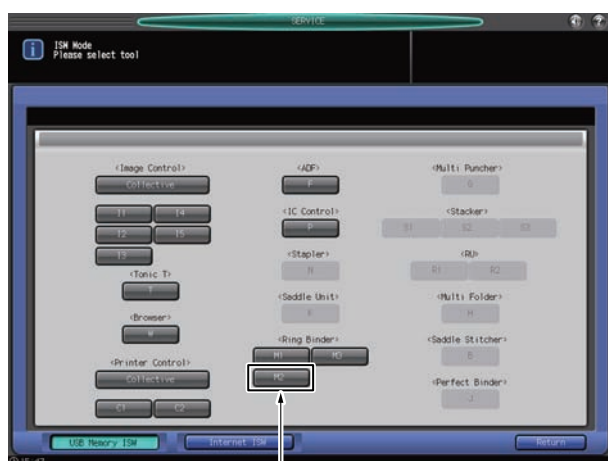 SERVICE
ISW Mode
Please select tool
<Image Control>
Collective
I1 I4
I2 I5
I3
<Tonic T>
T
<Browser>
W
<Printer Control>
Collective
C1 C2
<ADF>
F
<IC Control>
P
<Stapler>
N
<Saddle Unit>
<Ring Binder>
M1 M3
M2
<Multi Puncher>
<Stacker>
S1 S2 S3
<RU>
R1 R2
<Multi Folder>
H
<Saddle Stitcher>
B
<Perfect Binder>
J
USB Memory ISW
Internet ISW
Return